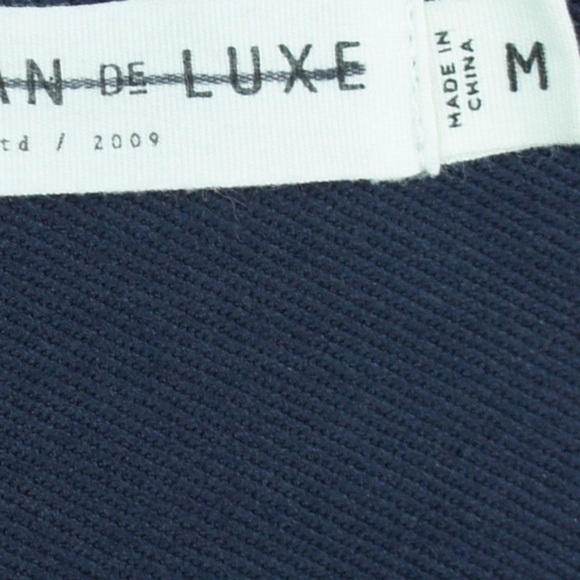 AN DE LUXE
td / 2009
MADE IN
CHINA
M